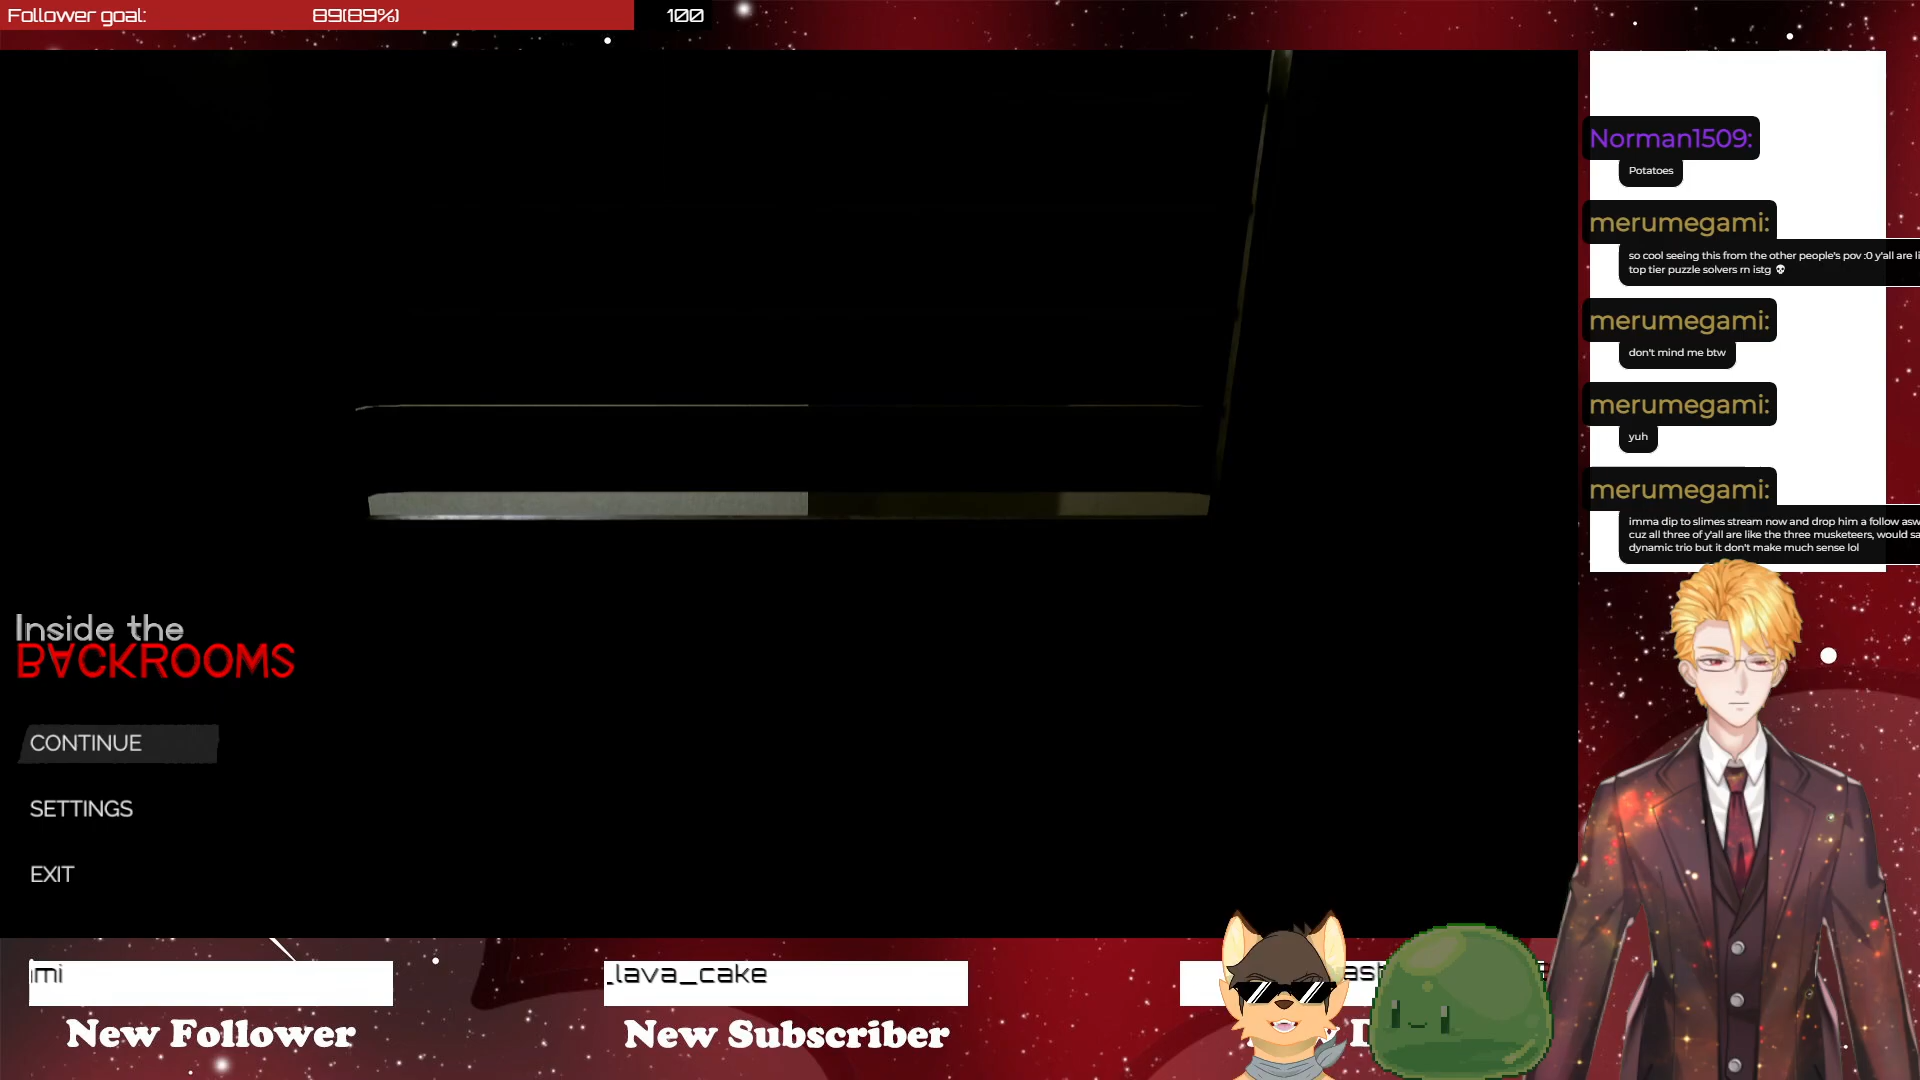 Follower goal: 89(89%) 100
Norman1509:
Potatoes
merumegami:
so cool seeing this from the other people's pov :0 y'all are li
top tier puzzle solvers rn istg 💀
merumegami:
don't mind me btw
merumegami:
yuh
merumegami:
imma dip to slimes stream now and drop him a follow asw
cuz all three of y'all are like the three musketeers, would sa
dynamic trio but it don't make much sense lol
Inside the
BACKROOMS
CONTINUE
SETTINGS
EXIT
mi
_lava_cake
New Follower
New Subscriber